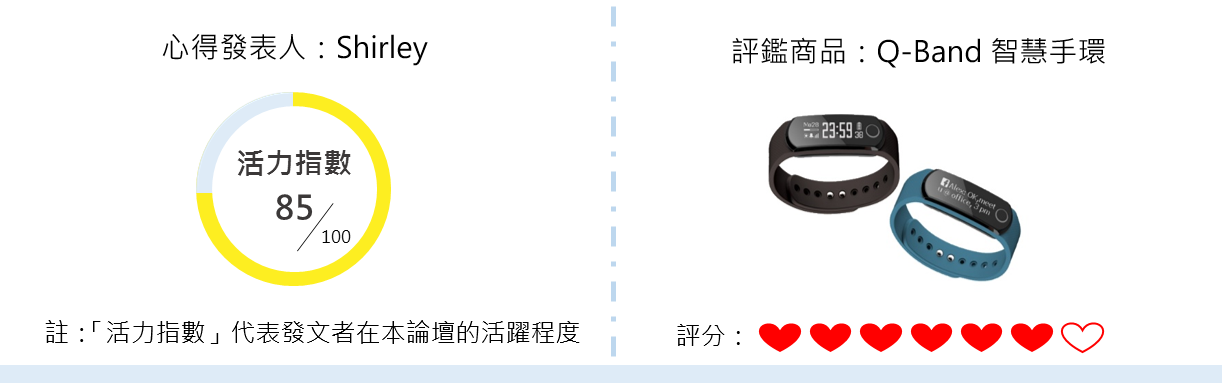 心得發表人：Shirley
活力指數
85
100
註：「活力指數」代表發文者在本論壇的活躍程度
評鑑商品：Q-Band 智慧手環
23:59
38
Alex: OK,meet
office, 3 pm
評分：